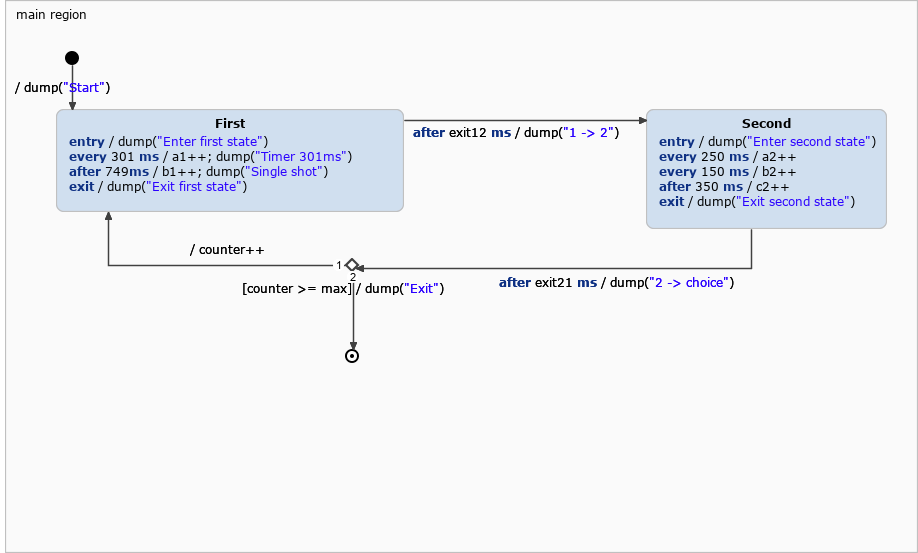 main region
/ dump("Start")
First
entry / dump("Enter first state")
every 301 ms / a1++; dump("Timer 301ms")
after 749ms / b1++; dump("Single shot")
exit / dump("Exit first state")
after exit12 ms / dump("1 -> 2")
Second
entry / dump("Enter second state")
every 250 ms / a2++
every 150 ms / b2++
after 350 ms / c2++
exit / dump("Exit second state")
/ counter++
1
2
[counter >= max] / dump("Exit")
after exit21 ms / dump("2 -> choice")